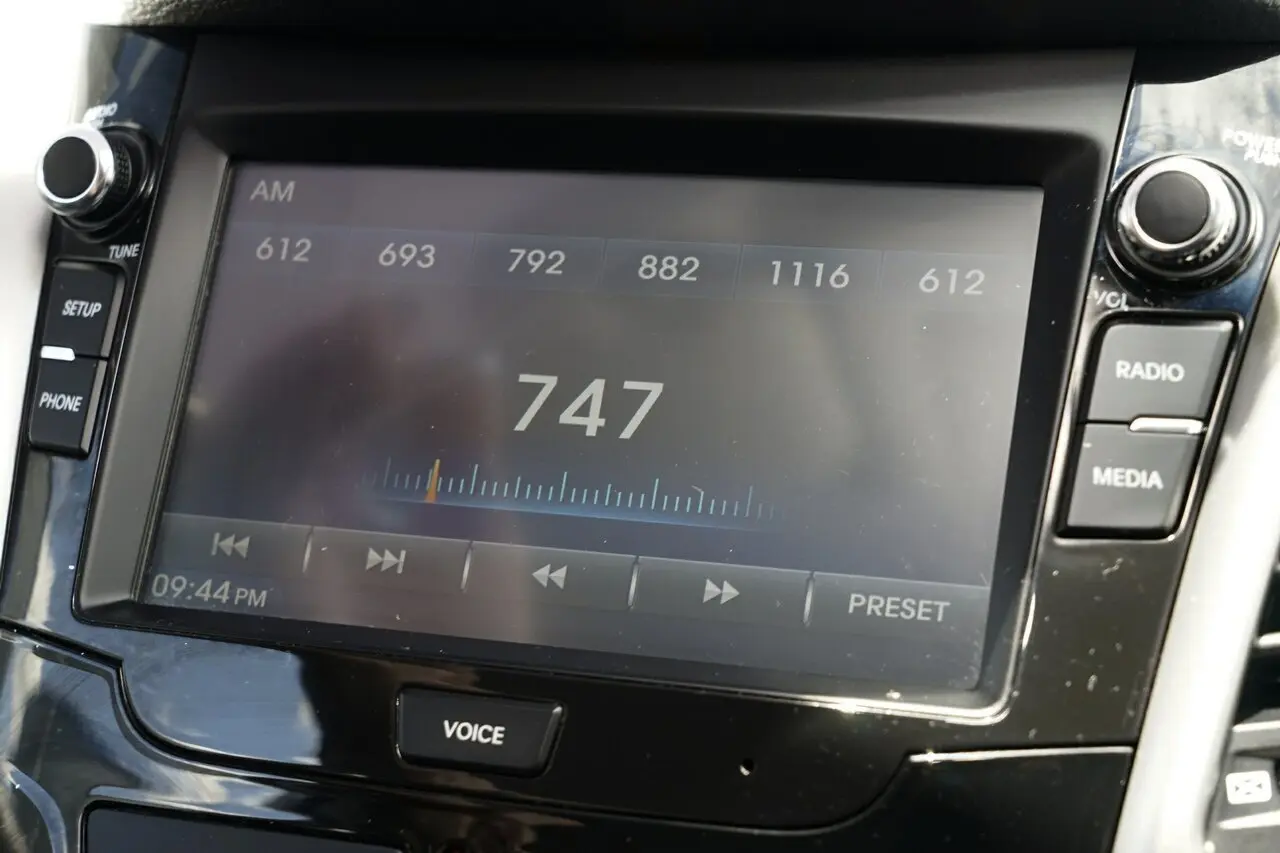 TUNE
SETUP
PHONE
AM
612 693 792 882 1116 612
747
09:44 PM
PRESET
VOICE
POWER
VOL
RADIO
MEDIA